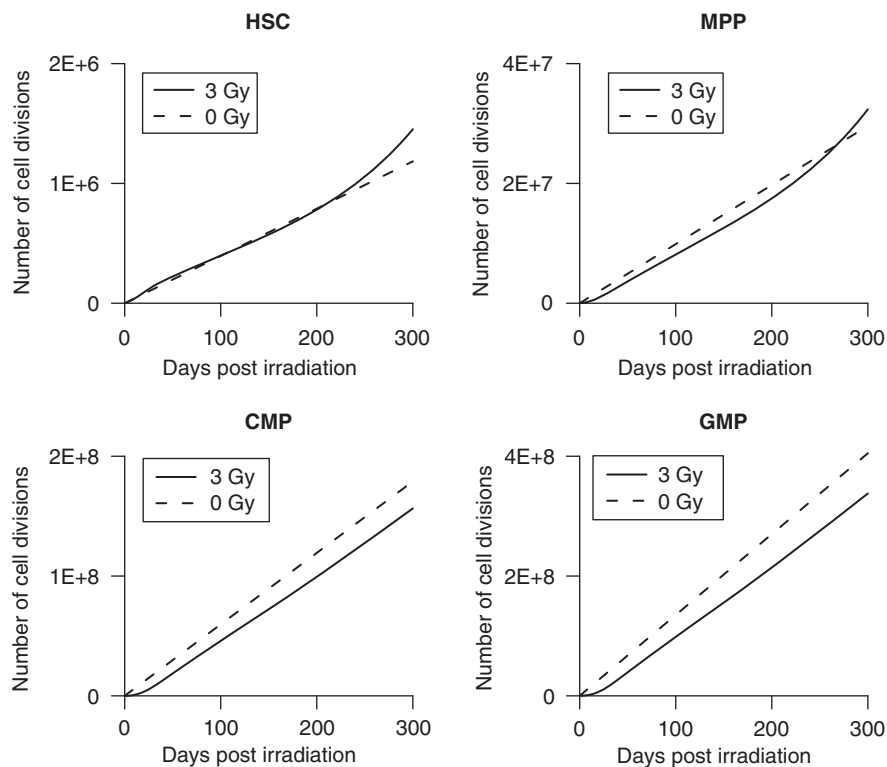 HSC
Number of cell divisions
2E+6
1E+6
0
3 Gy
0 Gy
0 100 200 300
Days post irradiation
MPP
Number of cell divisions
4E+7
2E+7
0
3 Gy
0 Gy
0 100 200 300
Days post irradiation
CMP
Number of cell divisions
2E+8
1E+8
0
3 Gy
0 Gy
0 100 200 300
Days post irradiation
GMP
Number of cell divisions
4E+8
2E+8
0
3 Gy
0 Gy
0 100 200 300
Days post irradiation